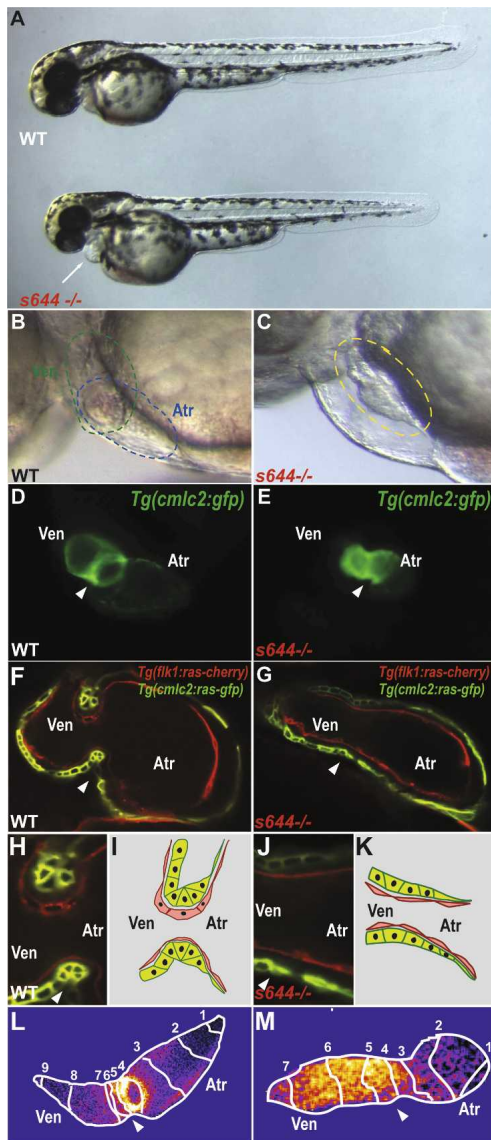 A
WT
s644 -/-
B
Ven
Atr
WT
C
s644-/-
D
Tg(cmlc2:gfp)
Ven
Atr
WT
E
Tg(cmlc2:gfp)
Ven
Atr
s644-/-
F
Tg(flk1:ras-cherry)
Tg(cmlc2:ras-gfp)
Ven
Atr
WT
G
Tg(flk1:ras-cherry)
Tg(cmlc2:ras-gfp)
Ven
Atr
s644-/-
H
Ven
Atr
WT
I
Ven
Atr
J
Ven
Atr
s644-/-
K
Ven
Atr
L
9 8 7 6 5 4 3 2 1
Ven
Atr
M
7 6 5 4 3 2 1
Ven
Atr